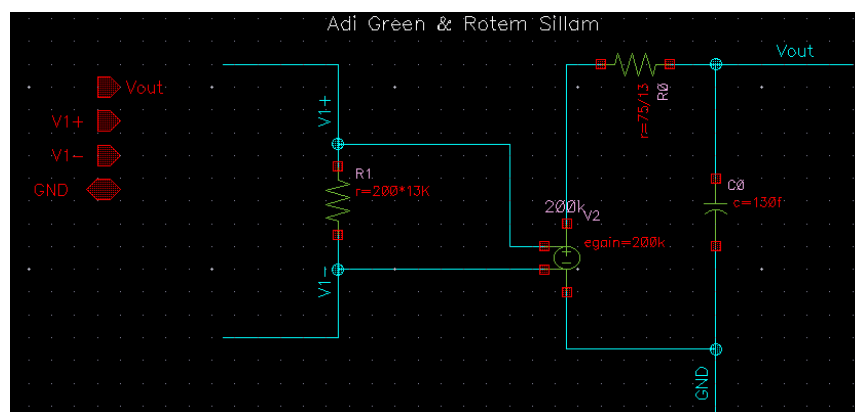 Adi Green & Rotem Sillam
Vout
Vout
V1+
V1-
GND
V1+
R1
r=200*13K
V1-
R0
r=75/13
200k
V2
egain=200k
C0
c=130f
GND